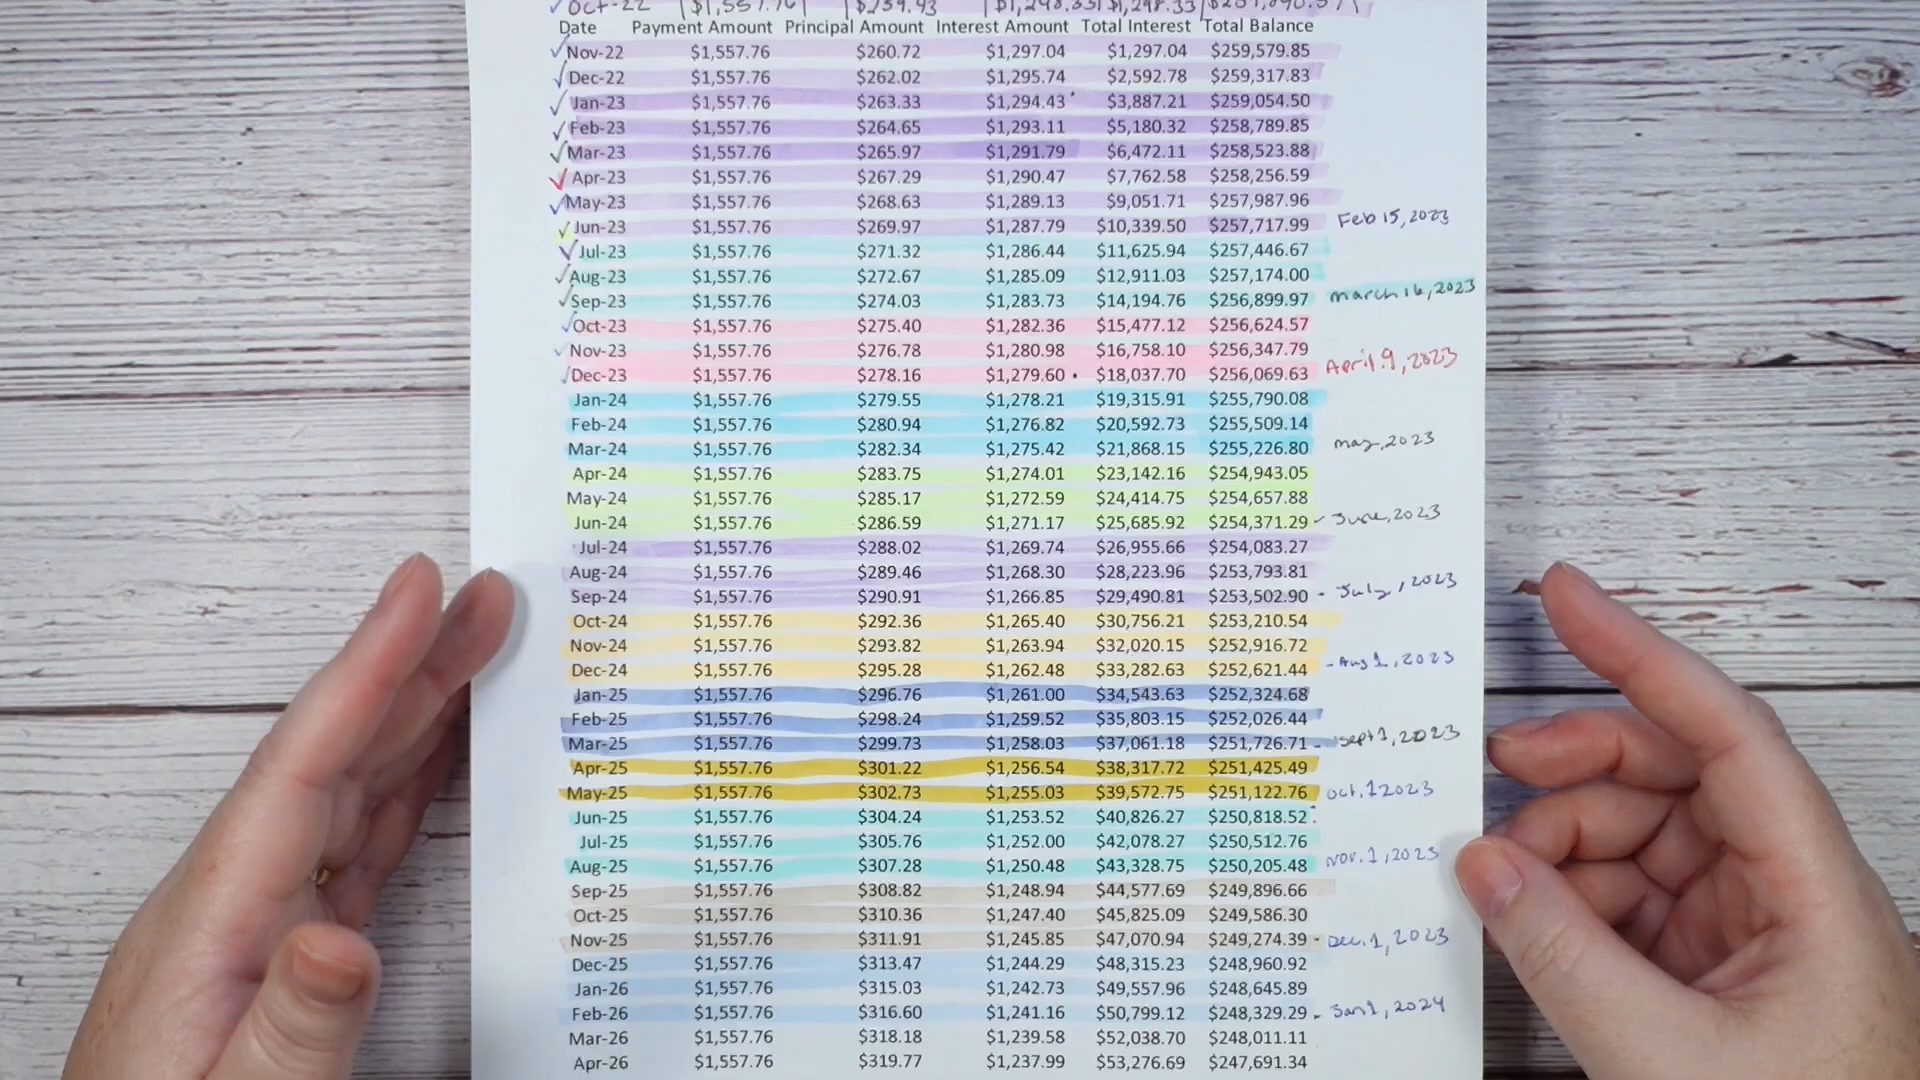 Oct-22 $1,557.76 $259.43 $1,298.33 $1,298.33
Date Payment Amount Principal Amount Interest Amount Total Interest Total Balance
Nov-22 $1,557.76 $260.72 $1,297.04 $1,297.04 $259,579.85
Dec-22 $1,557.76 $262.02 $1,295.74 $2,592.78 $259,317.83
Jan-23 $1,557.76 $263.33 $1,294.43 $3,887.21 $259,054.50
Feb-23 $1,557.76 $264.65 $1,293.11 $5,180.32 $258,789.85
Mar-23 $1,557.76 $265.97 $1,291.79 $6,472.11 $258,523.88
Apr-23 $1,557.76 $267.29 $1,290.47 $7,762.58 $258,256.59
May-23 $1,557.76 $268.63 $1,289.13 $9,051.71 $257,987.96
Jun-23 $1,557.76 $269.97 $1,287.79 $10,339.50 $257,717.99 Feb 15, 2023
Jul-23 $1,557.76 $271.32 $1,286.44 $11,625.94 $257,446.67
Aug-23 $1,557.76 $272.67 $1,285.09 $12,911.03 $257,174.00
Sep-23 $1,557.76 $274.03 $1,283.73 $14,194.76 $256,899.97 march 16, 2023
Oct-23 $1,557.76 $275.40 $1,282.36 $15,477.12 $256,624.57
Nov-23 $1,557.76 $276.78 $1,280.98 $16,758.10 $256,347.79
Dec-23 $1,557.76 $278.16 $1,279.60 $18,037.70 $256,069.63 April 9, 2023
Jan-24 $1,557.76 $279.55 $1,278.21 $19,315.91 $255,790.08
Feb-24 $1,557.76 $280.94 $1,276.82 $20,592.73 $255,509.14
Mar-24 $1,557.76 $282.34 $1,275.42 $21,868.15 $255,226.80 may, 2023
Apr-24 $1,557.76 $283.75 $1,274.01 $23,142.16 $254,943.05
May-24 $1,557.76 $285.17 $1,272.59 $24,414.75 $254,657.88
Jun-24 $1,557.76 $286.59 $1,271.17 $25,685.92 $254,371.29 - June, 2023
Jul-24 $1,557.76 $288.02 $1,269.74 $26,955.66 $254,083.27
Aug-24 $1,557.76 $289.46 $1,268.30 $28,223.96 $253,793.81
Sep-24 $1,557.76 $290.91 $1,266.85 $29,490.81 $253,502.90 - July, 2023
Oct-24 $1,557.76 $292.36 $1,265.40 $30,756.21 $253,210.54
Nov-24 $1,557.76 $293.82 $1,263.94 $32,020.15 $252,916.72
Dec-24 $1,557.76 $295.28 $1,262.48 $33,282.63 $252,621.44 - Aug 1, 2023
Jan-25 $1,557.76 $296.76 $1,261.00 $34,543.63 $252,324.68
Feb-25 $1,557.76 $298.24 $1,259.52 $35,803.15 $252,026.44
Mar-25 $1,557.76 $299.73 $1,258.03 $37,061.18 $251,726.71 - Sept 1, 2023
Apr-25 $1,557.76 $301.22 $1,256.54 $38,317.72 $251,425.49
May-25 $1,557.76 $302.73 $1,255.03 $39,572.75 $251,122.76 Oct. 1 2023
Jun-25 $1,557.76 $304.24 $1,253.52 $40,826.27 $250,818.52
Jul-25 $1,557.76 $305.76 $1,252.00 $42,078.27 $250,512.76
Aug-25 $1,557.76 $307.28 $1,250.48 $43,328.75 $250,205.48 Nov. 1, 2023
Sep-25 $1,557.76 $308.82 $1,248.94 $44,577.69 $249,896.66
Oct-25 $1,557.76 $310.36 $1,247.40 $45,825.09 $249,586.30
Nov-25 $1,557.76 $311.91 $1,245.85 $47,070.94 $249,274.39 - Dec. 1, 2023
Dec-25 $1,557.76 $313.47 $1,244.29 $48,315.23 $248,960.92
Jan-26 $1,557.76 $315.03 $1,242.73 $49,557.96 $248,645.89
Feb-26 $1,557.76 $316.60 $1,241.16 $50,799.12 $248,329.29 - Jan 1, 2024
Mar-26 $1,557.76 $318.18 $1,239.58 $52,038.70 $248,011.11
Apr-26 $1,557.76 $319.77 $1,237.99 $53,276.69 $247,691.34